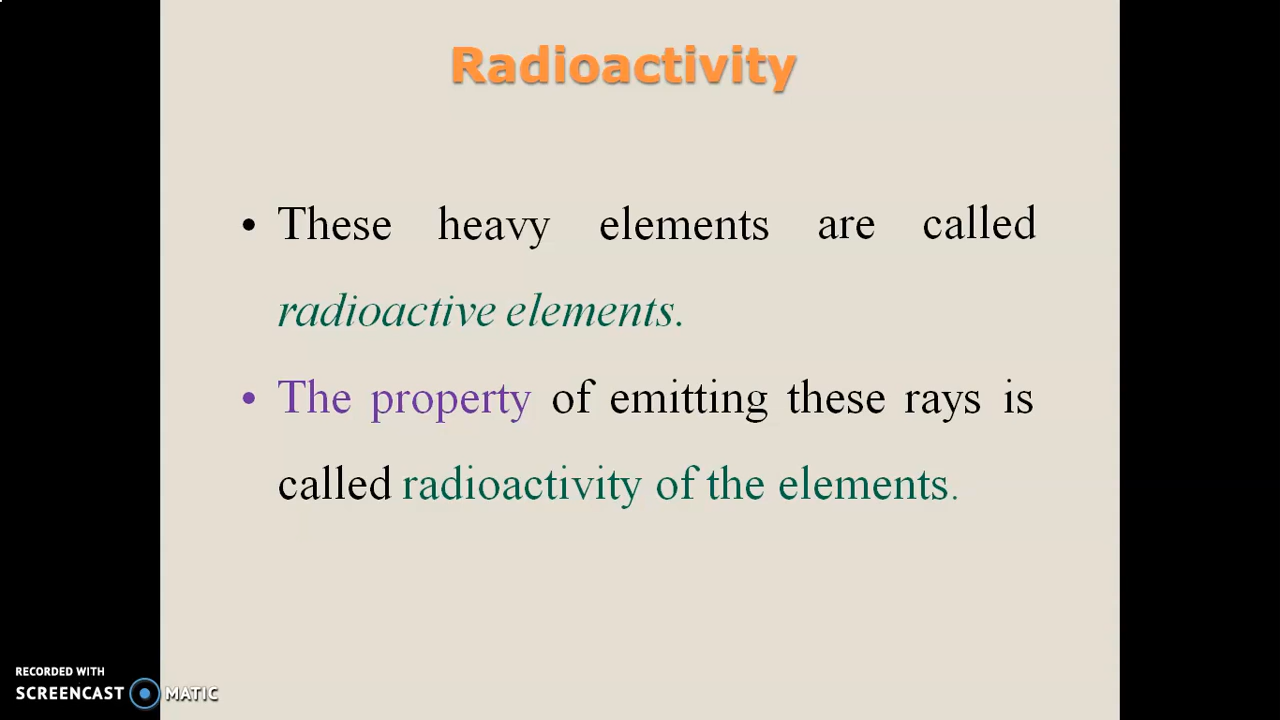 Radioactivity
• These heavy elements are called
radioactive elements.
• The property of emitting these rays is
called radioactivity of the elements.
RECORDED WITH
SCREENCAST MATIC